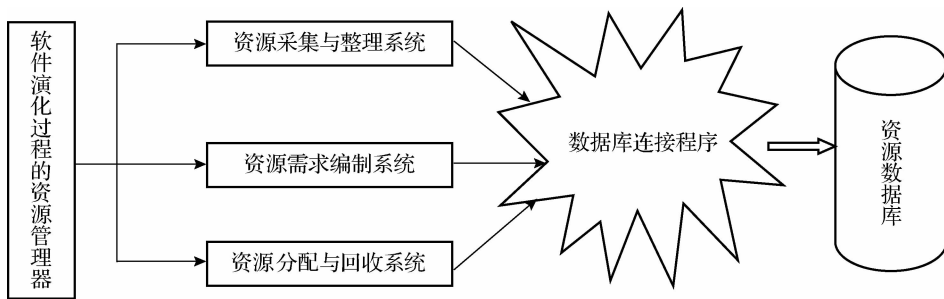 软件演化过程的资源管理器
资源采集与整理系统
资源需求编制系统
资源分配与回收系统
数据库连接程序
资源数据库